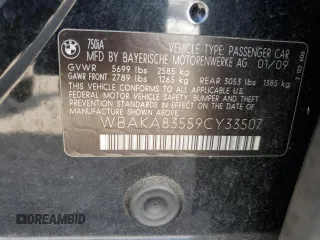 750iA VEHICLE TYPE: PASSENGER CAR
MFD BY BAYERISCHE MOTORENWERKE AG 01/09
GVWR 5699 lbs 2585 kg
GAWR FRONT 2789 lbs 1265 kg REAR 3053 lbs 1385 kg
THIS VEHICLE CONFORMS TO ALL APPLICABLE
FEDERAL MOTOR VEHICLE SAFETY, BUMPER, AND
THEFT PREVENTION STANDARDS IN EFFECT ON THE
DATE OF MANUFACTURE SHOWN ABOVE.
WBAKA83559CY33507
DREAMBID